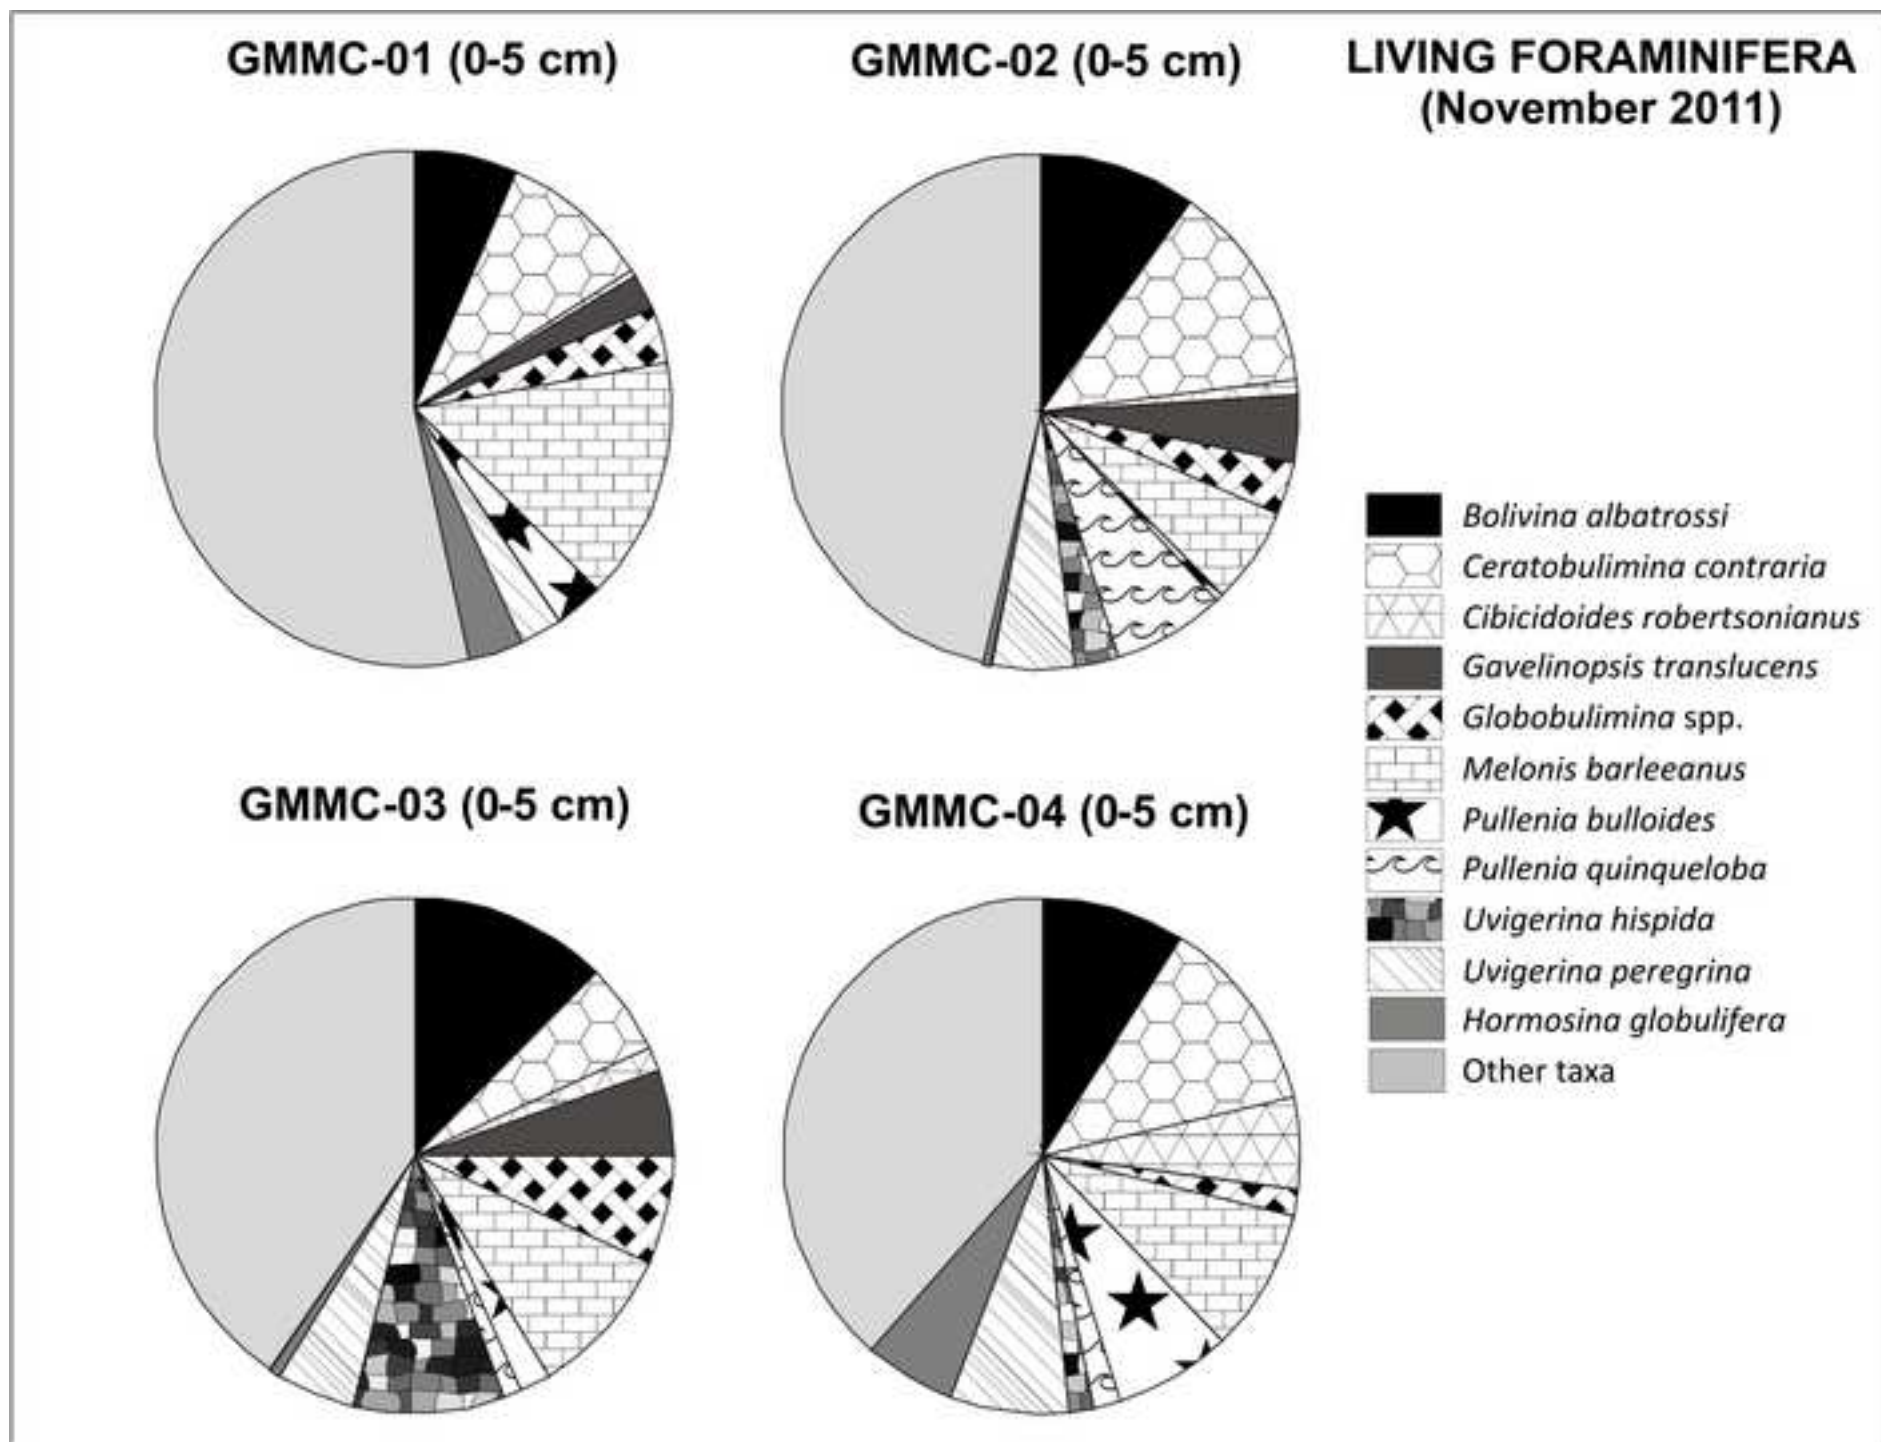 GMMC-01 (0-5 cm)
GMMC-02 (0-5 cm)
LIVING FORAMINIFERA
(November 2011)
GMMC-03 (0-5 cm)
GMMC-04 (0-5 cm)
Bolivina albatrossi
Ceratobulimina contraria
Cibicidoides robertsonianus
Gavelinopsis translucens
Globobulimina spp.
Melonis barleeanus
Pullenia bulloides
Pullenia quinqueloba
Uvigerina hispida
Uvigerina peregrina
Hormosina globulifera
Other taxa